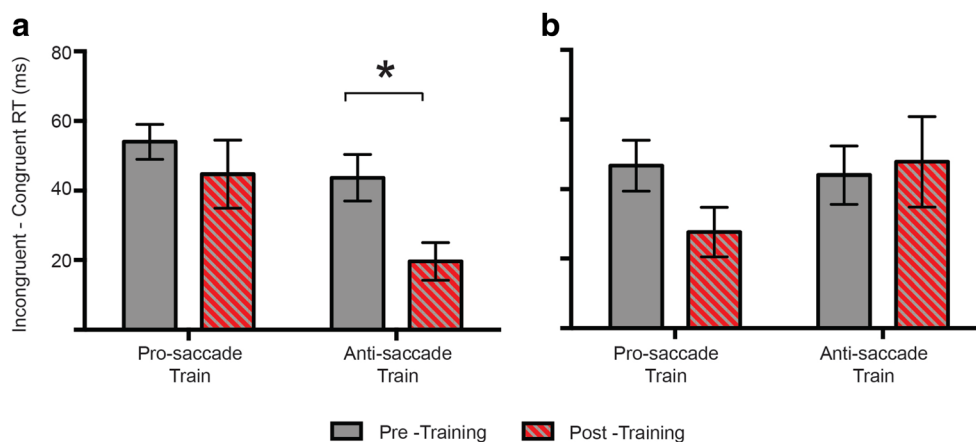 a
b
Incongruent - Congruent RT (ms)
80
60
40
20
*
Pro-saccade
Train
Anti-saccade
Train
Pro-saccade
Train
Anti-saccade
Train
Pre -Training
Post -Training